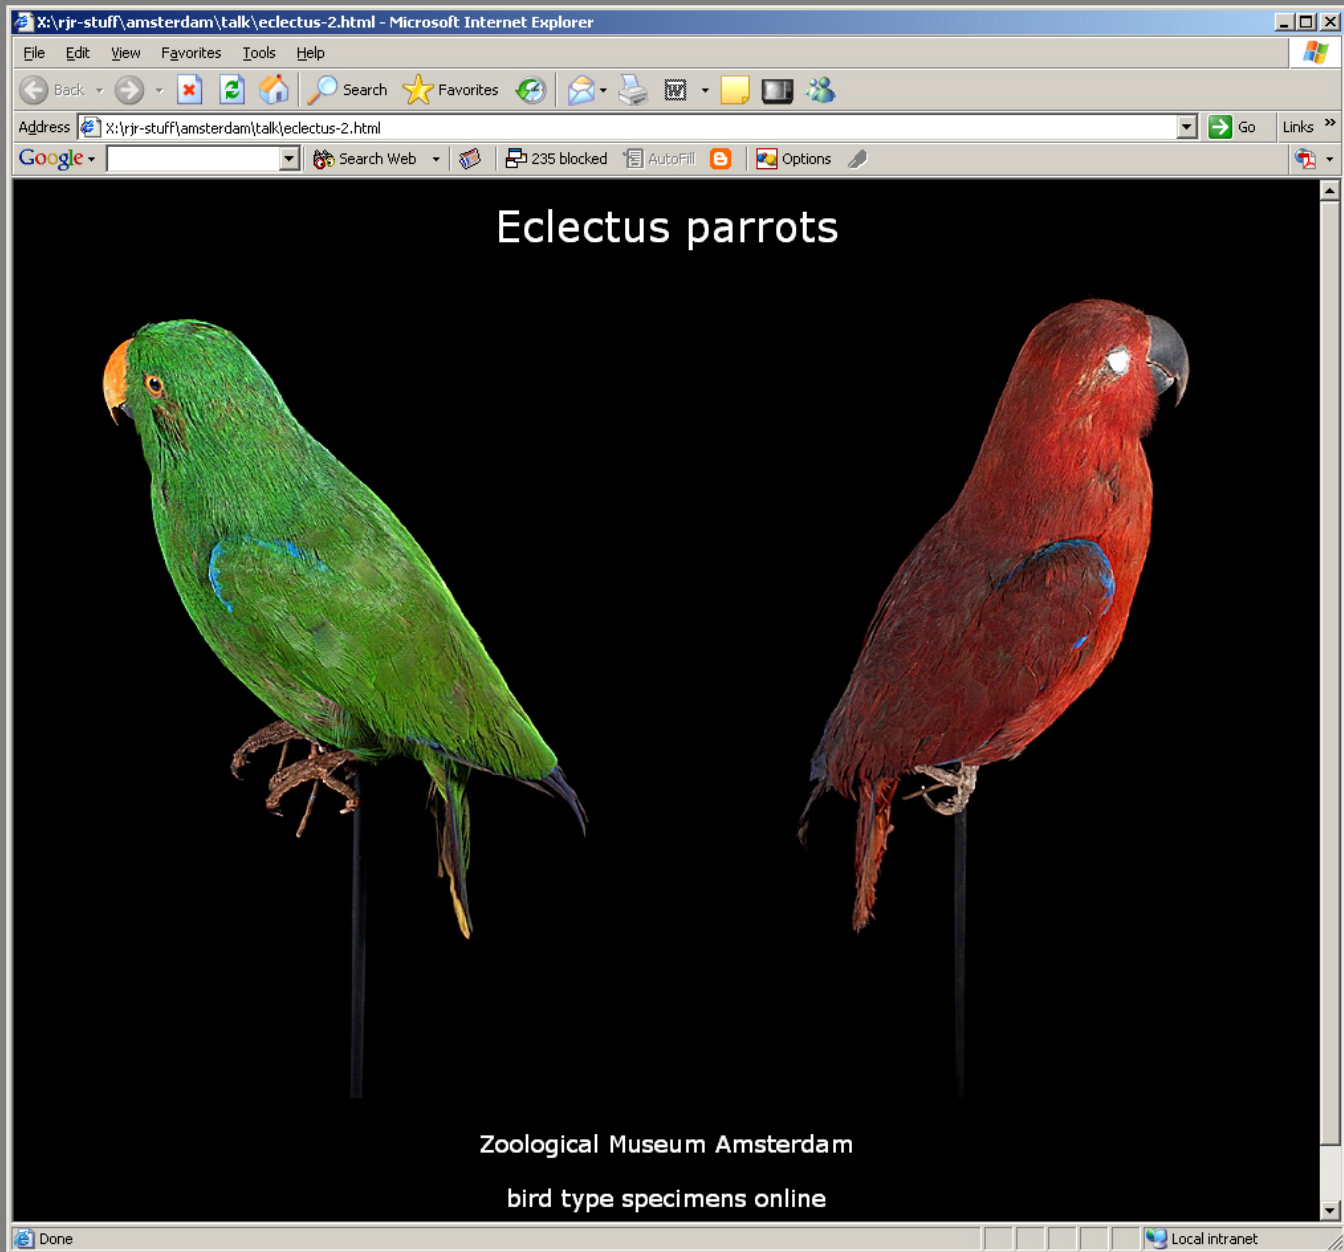 X:\rjr-stuff\amsterdam\talk\eclectus-2.html - Microsoft Internet Explorer
File Edit View Favorites Tools Help
Back Search Favorites
Address X:\rjr-stuff\amsterdam\talk\eclectus-2.html Go Links »
Google Search Web 235 blocked AutoFill Options
Eclectus parrots
Zoological Museum Amsterdam
bird type specimens online
Done Local intranet